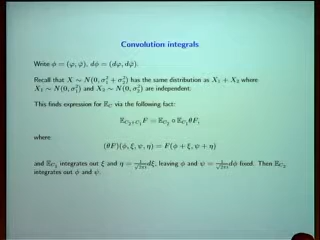 Convolution integrals
Write ϕ = (φ, φ̄), dϕ = (dφ, dφ̄).
Recall that X ∼ N(0, σ₁² + σ₂²) has the same distribution as X₁ + X₂ where
X₁ ∼ N(0, σ₁²) and X₂ ∼ N(0, σ₂²) are independent.
This finds expression for 𝔼_C via the following fact:
𝔼_{C₂+C₁}F = 𝔼_{C₂} ∘ 𝔼_{C₁}θF,
where
(θF)(ϕ, ξ, ψ, η) = F(ϕ + ξ, ψ + η)
and 𝔼_{C₁} integrates out ξ and η = 1/√(2πi) dξ, leaving ϕ and ψ = 1/√(2πi) dϕ fixed. Then 𝔼_{C₂}
integrates out ϕ and ψ.